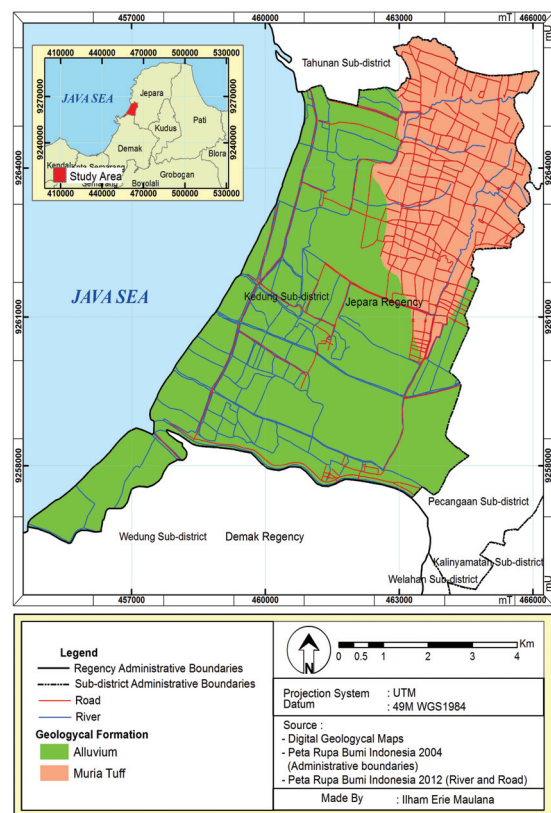 457000 460000 463000 mT 466000
410000 440000 470000 500000 530000
JAVA SEA
Jepara
Pati
Kudus
Demak
Blora
Grobogan
Boyolali
Study Area
9270000
9240000
9270000
9240000
410000 440000 470000 500000 530000
Tahunan Sub-district
mU
9264000
9264000
JAVA SEA
Kedung Sub-district
Jepara Regency
9261000
9261000
9258000
9258000
Pecangaan Sub-district
Wedung Sub-district
Demak Regency
Kalinyamatan Sub-district
Welahan Sub-district
mU
457000 460000 463000 mT 466000
Legend
Regency Administrative Boundaries
Sub-district Administrative Boundaries
Road
River
Geologycal Formation
Alluvium
Muria Tuff
N
Km
0 0.5 1 2 3 4
Projection System : UTM
Datum : 49M WGS1984
Source :
- Digital Geologycal Maps
- Peta Rupa Bumi Indonesia 2004
(Administrative boundaries)
- Peta Rupa Bumi Indonesia 2012 (River and Road)
Made By : Ilham Erie Maulana